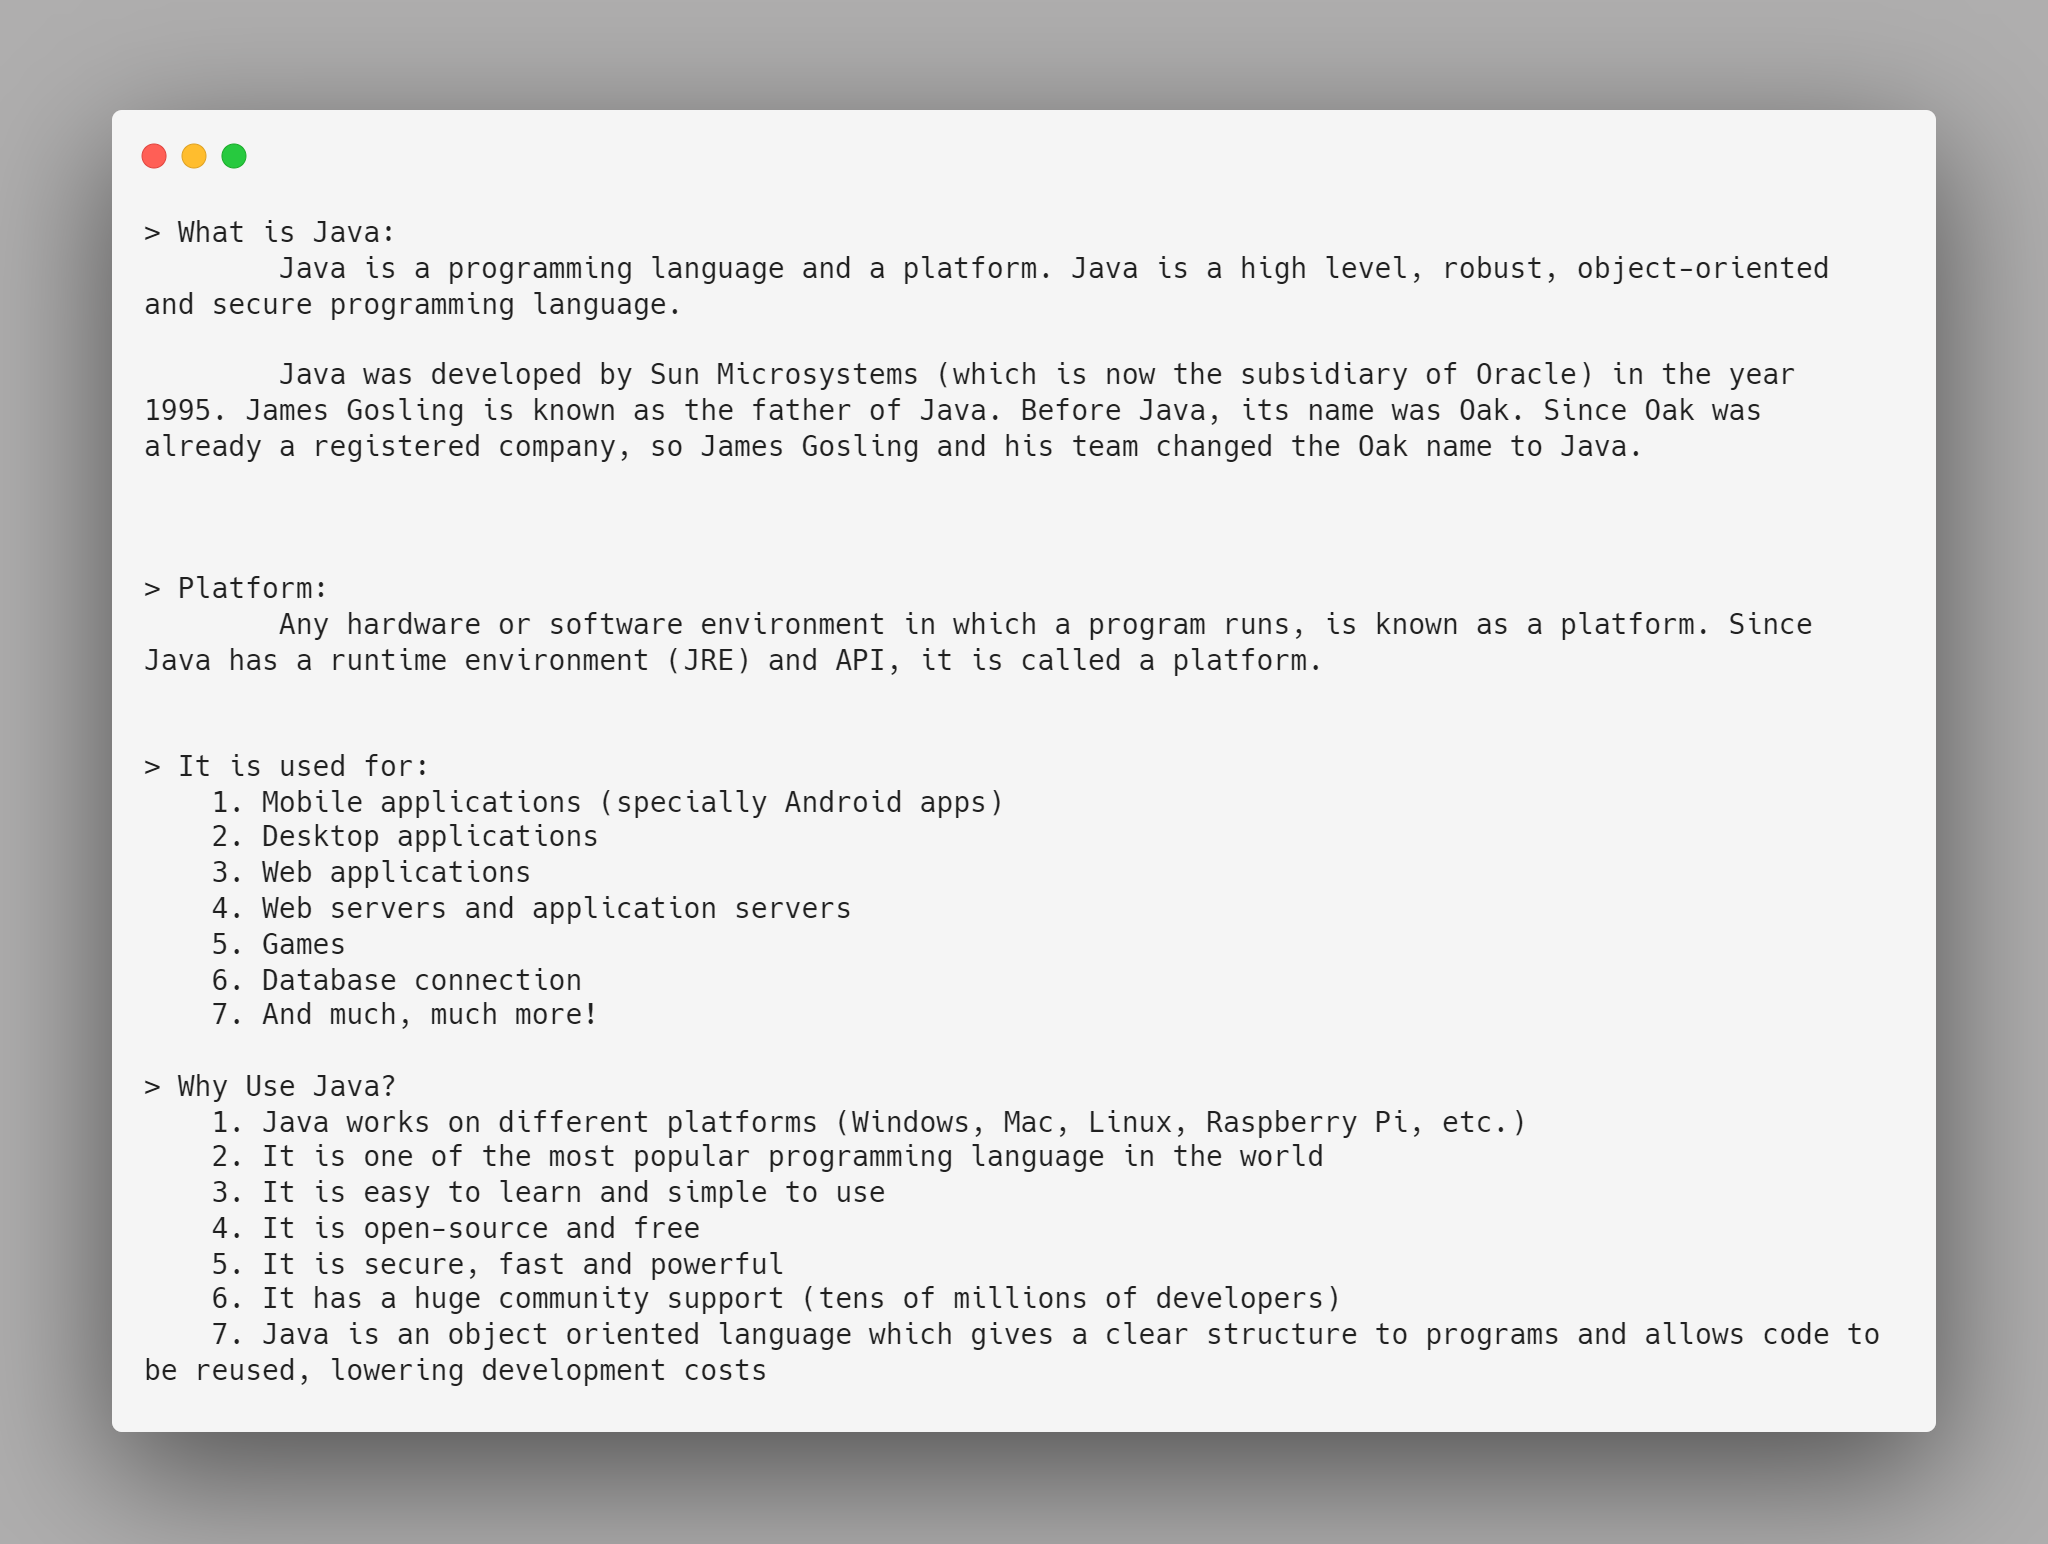 > What is Java:
Java is a programming language and a platform. Java is a high level, robust, object-oriented
and secure programming language.
Java was developed by Sun Microsystems (which is now the subsidiary of Oracle) in the year
1995. James Gosling is known as the father of Java. Before Java, its name was Oak. Since Oak was
already a registered company, so James Gosling and his team changed the Oak name to Java.
> Platform:
Any hardware or software environment in which a program runs, is known as a platform. Since
Java has a runtime environment (JRE) and API, it is called a platform.
> It is used for:
1. Mobile applications (specially Android apps)
2. Desktop applications
3. Web applications
4. Web servers and application servers
5. Games
6. Database connection
7. And much, much more!
> Why Use Java?
1. Java works on different platforms (Windows, Mac, Linux, Raspberry Pi, etc.)
2. It is one of the most popular programming language in the world
3. It is easy to learn and simple to use
4. It is open-source and free
5. It is secure, fast and powerful
6. It has a huge community support (tens of millions of developers)
7. Java is an object oriented language which gives a clear structure to programs and allows code to
be reused, lowering development costs